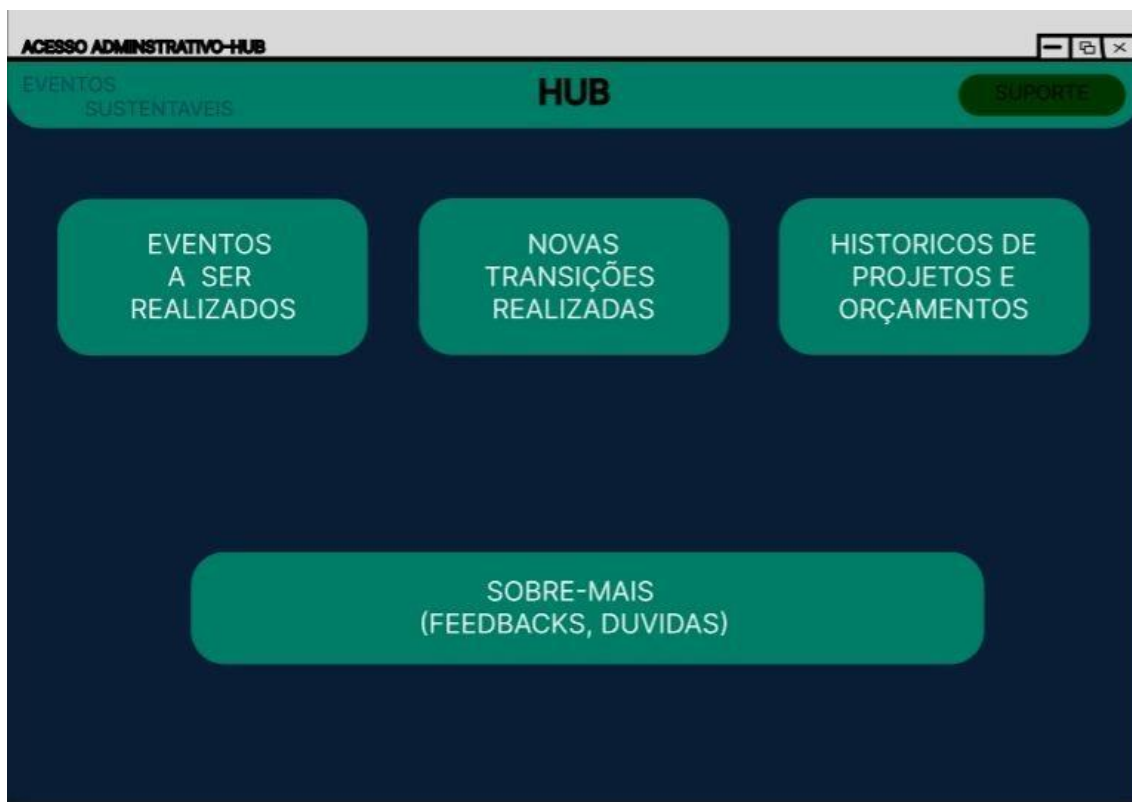 ACESSO ADMINSTRATIVO-HUB
EVENTOS
SUSTENTAVEIS
HUB
SUPORTE
EVENTOS
A SER
REALIZADOS
NOVAS
TRANSIÇÕES
REALIZADAS
HISTORICOS DE
PROJETOS E
ORÇAMENTOS
SOBRE-MAIS
(FEEDBACKS, DUVIDAS)